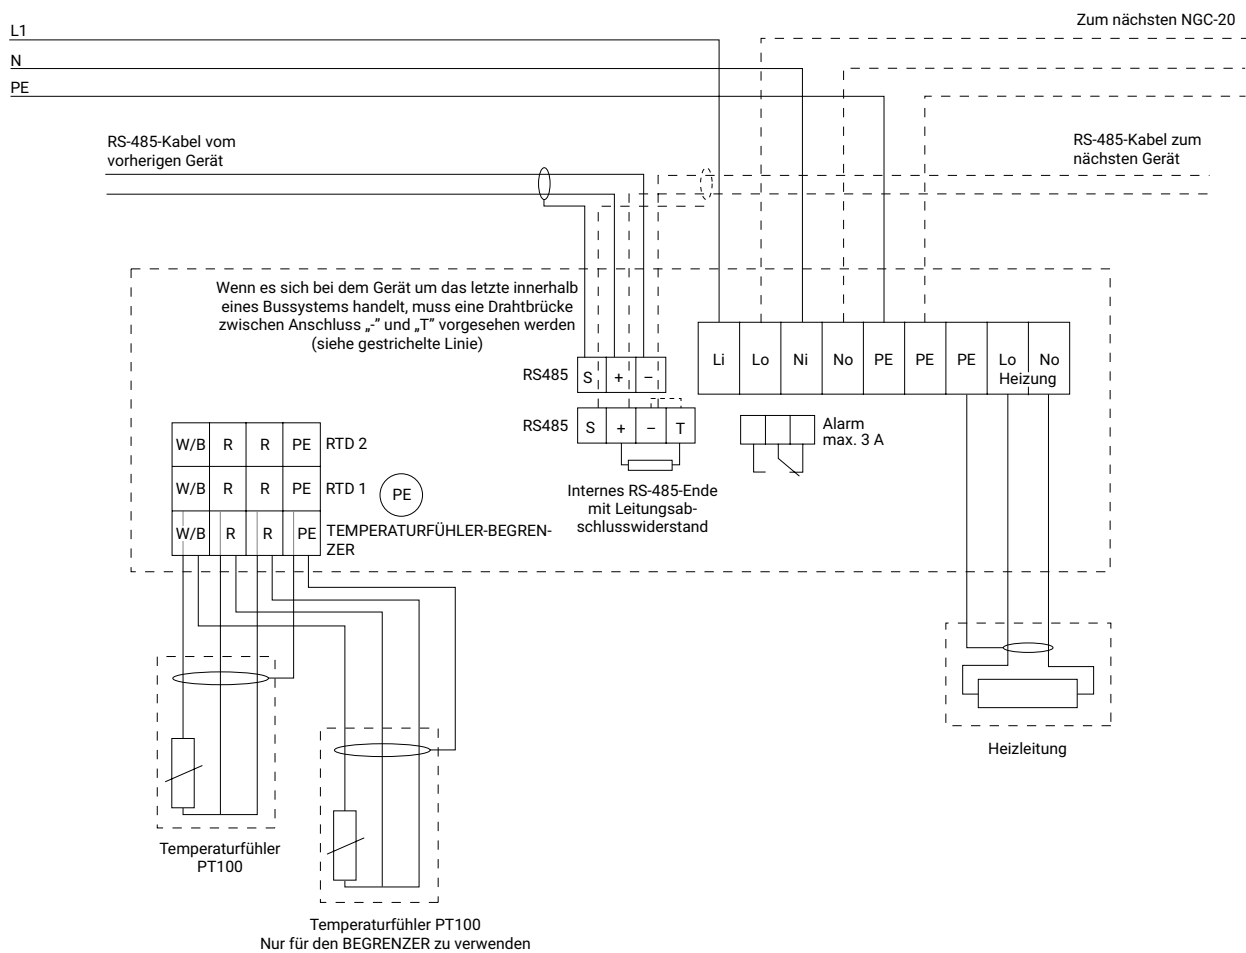 Zum nächsten NGC-20
L1
N
PE
RS-485-Kabel vom
vorherigen Gerät
RS-485-Kabel zum
nächsten Gerät
Wenn es sich bei dem Gerät um das letzte innerhalb
eines Bussystems handelt, muss eine Drahtbrücke
zwischen Anschluss „-” und „T” vorgesehen werden
(siehe gestrichelte Linie)
RS485 S + –
Li Lo Ni No PE PE PE Lo No
Heizung
RS485 S + – T
Alarm
max. 3 A
W/B R R PE RTD 2
W/B R R PE RTD 1
PE
Internes RS-485-Ende
mit Leitungsab-
schlusswiderstand
W/B R R PE TEMPERATURFÜHLER-BEGREN-
ZER
Heizleitung
Temperaturfühler
PT100
Temperaturfühler PT100
Nur für den BEGRENZER zu verwenden